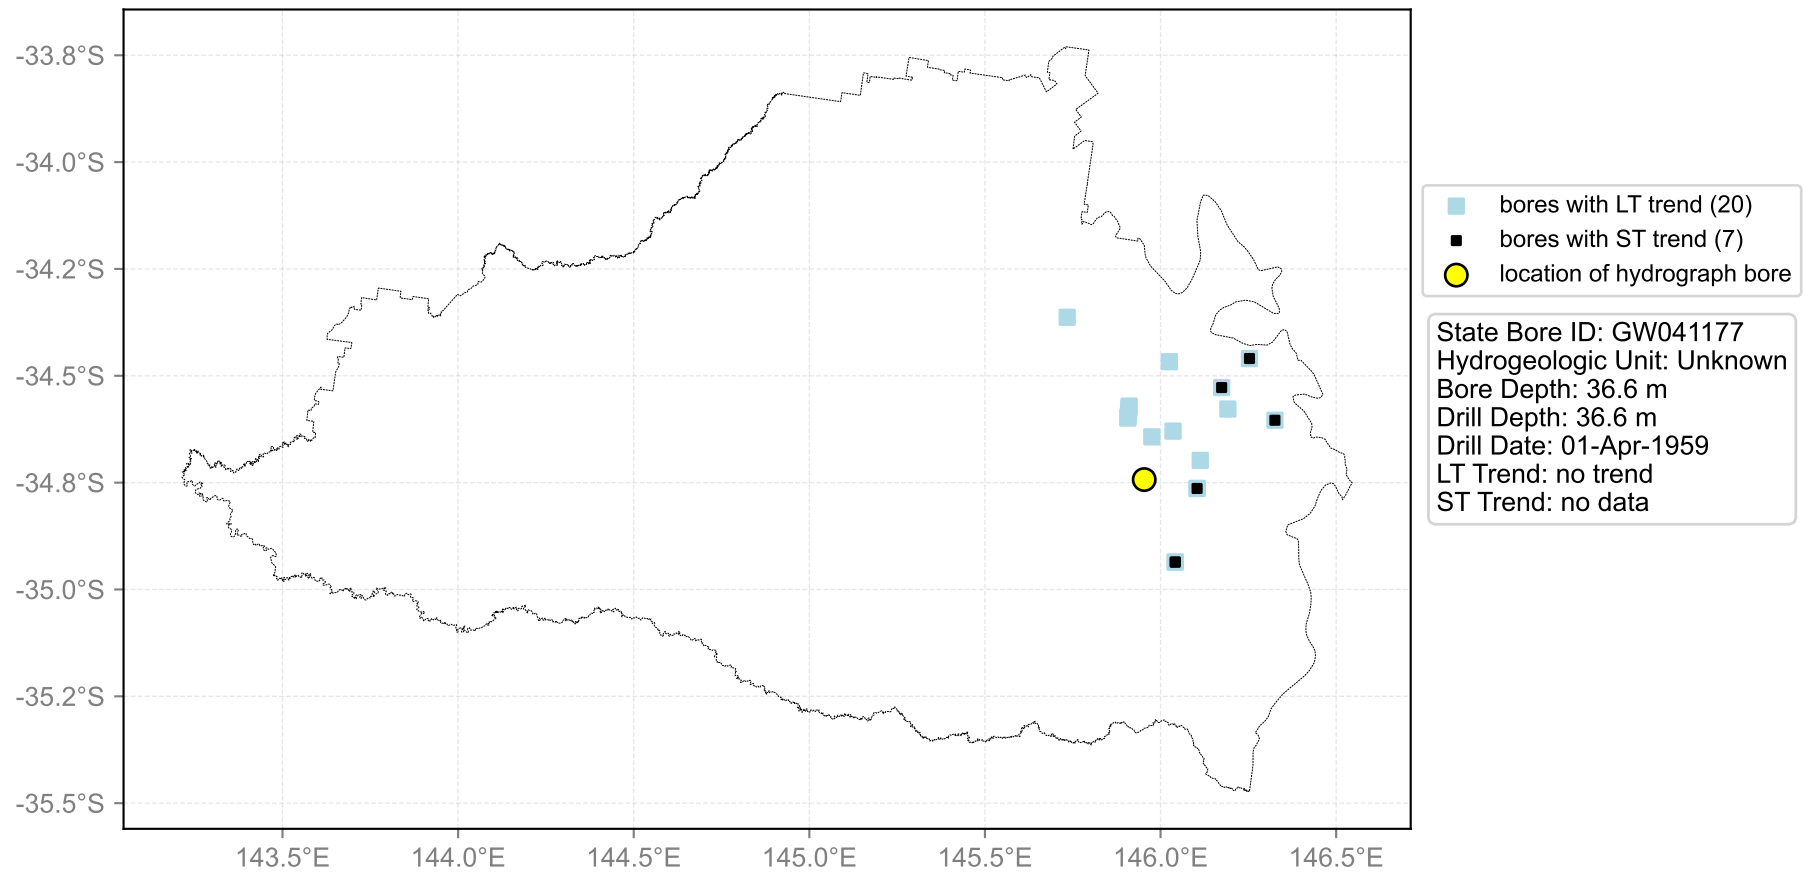 -33.8°S
-34.0°S
-34.2°S
-34.5°S
-34.8°S
-35.0°S
-35.2°S
-35.5°S
143.5°E 144.0°E 144.5°E 145.0°E 145.5°E 146.0°E 146.5°E
bores with LT trend (20)
bores with ST trend (7)
location of hydrograph bore
State Bore ID: GW041177
Hydrogeologic Unit: Unknown
Bore Depth: 36.6 m
Drill Depth: 36.6 m
Drill Date: 01-Apr-1959
LT Trend: no trend
ST Trend: no data